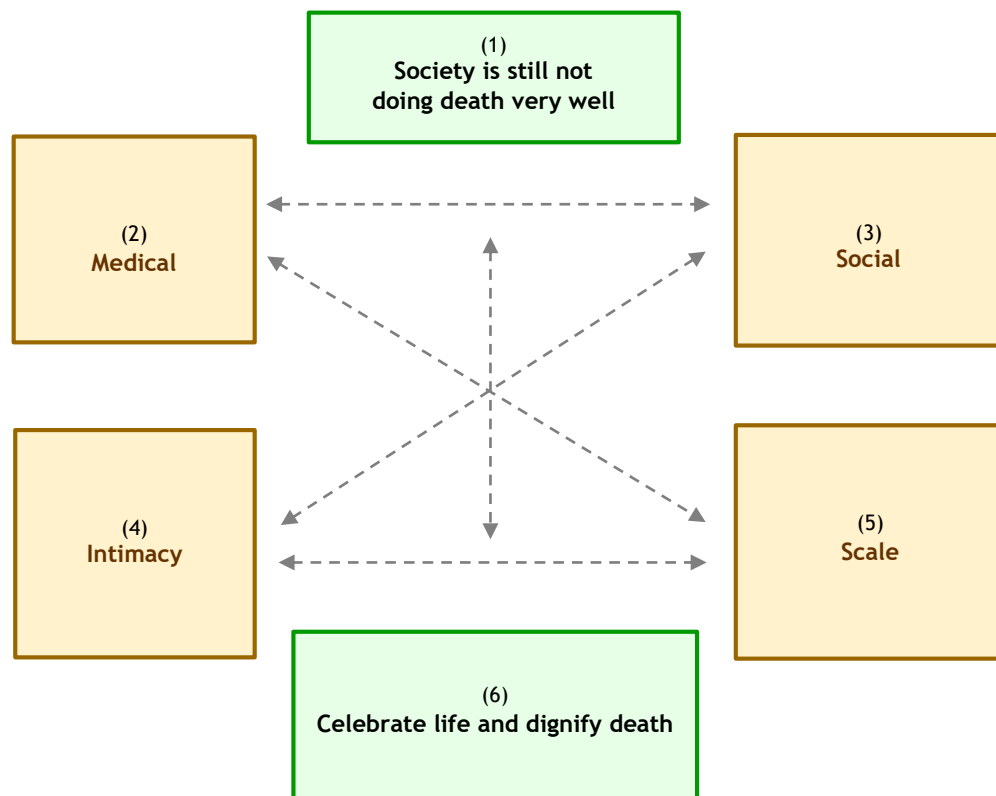 (1)
Society is still not
doing death very well
(2)
Medical
(3)
Social
(4)
Intimacy
(5)
Scale
(6)
Celebrate life and dignify death